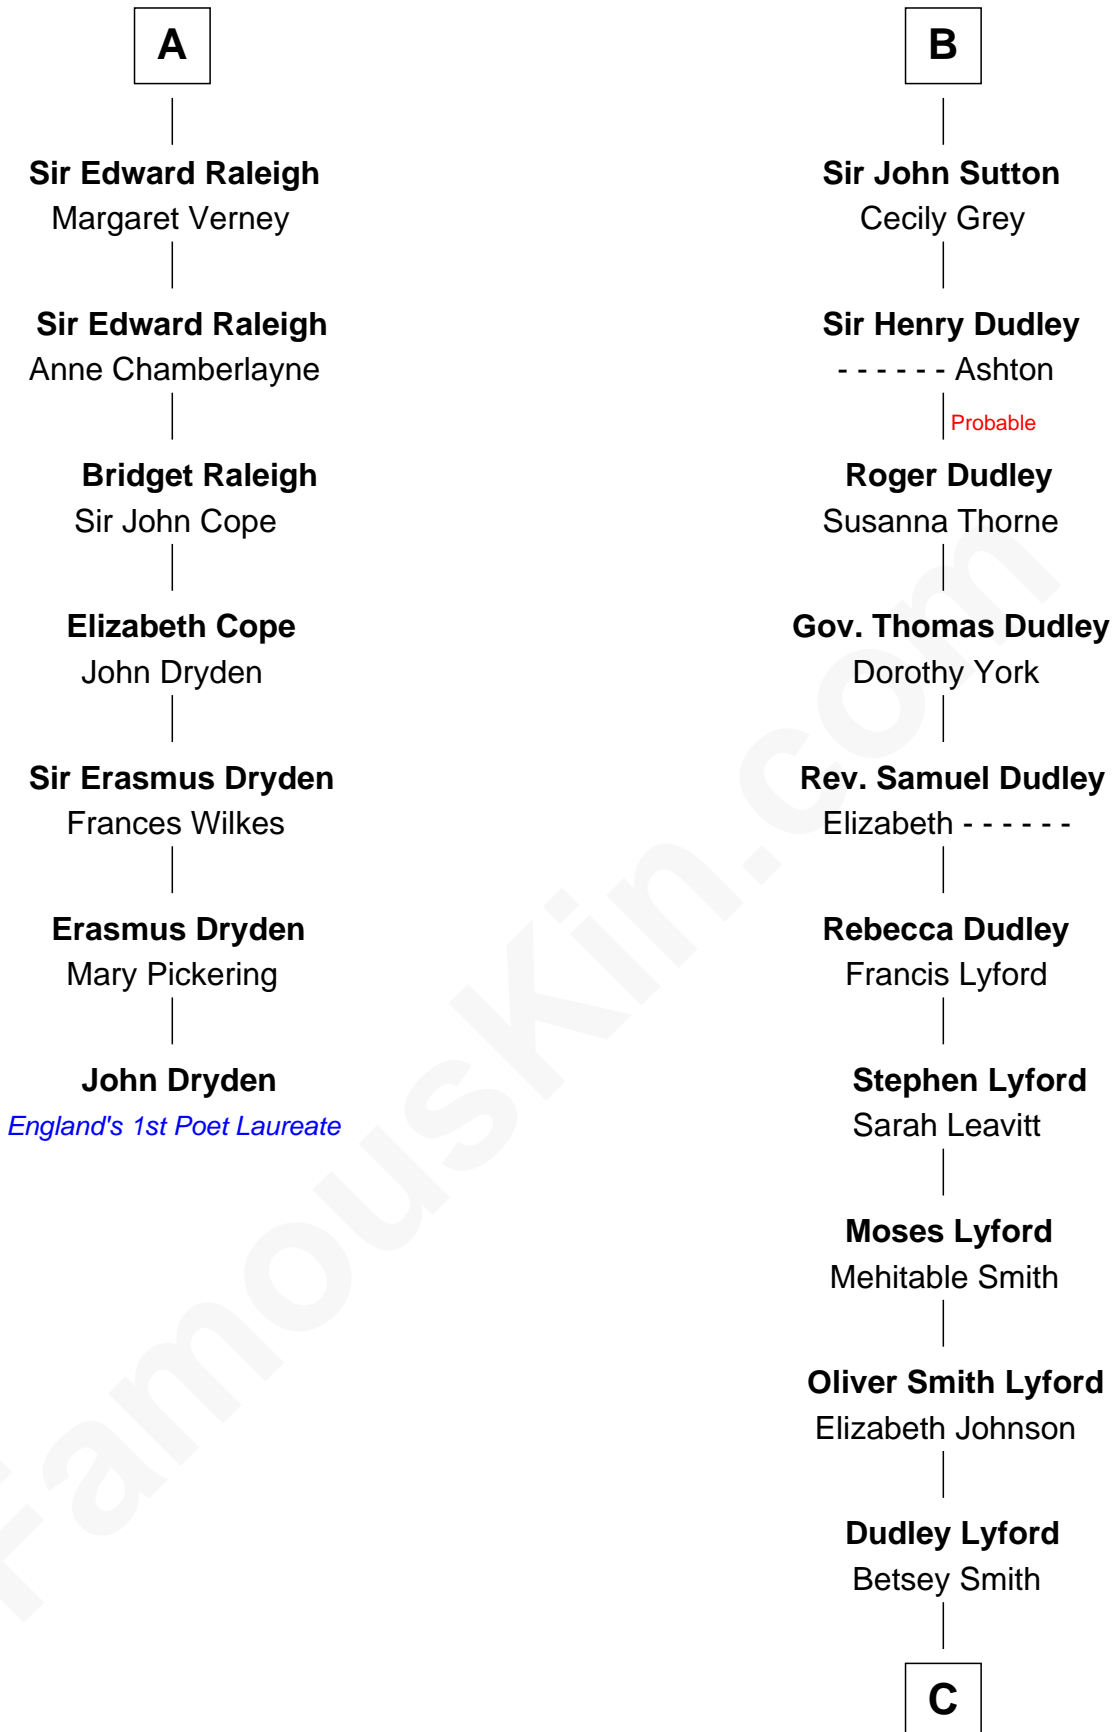 A
Sir Edward Raleigh
Margaret Verney
Sir Edward Raleigh
Anne Chamberlayne
Bridget Raleigh
Sir John Cope
Elizabeth Cope
John Dryden
Sir Erasmus Dryden
Frances Wilkes
Erasmus Dryden
Mary Pickering
John Dryden
England's 1st Poet Laureate
B
Sir John Sutton
Cecily Grey
Sir Henry Dudley
- - - - - - Ashton
Probable
Roger Dudley
Susanna Thorne
Gov. Thomas Dudley
Dorothy York
Rev. Samuel Dudley
Elizabeth - - - - - -
Rebecca Dudley
Francis Lyford
Stephen Lyford
Sarah Leavitt
Moses Lyford
Mehitable Smith
Oliver Smith Lyford
Elizabeth Johnson
Dudley Lyford
Betsey Smith
C
FamousKin.com